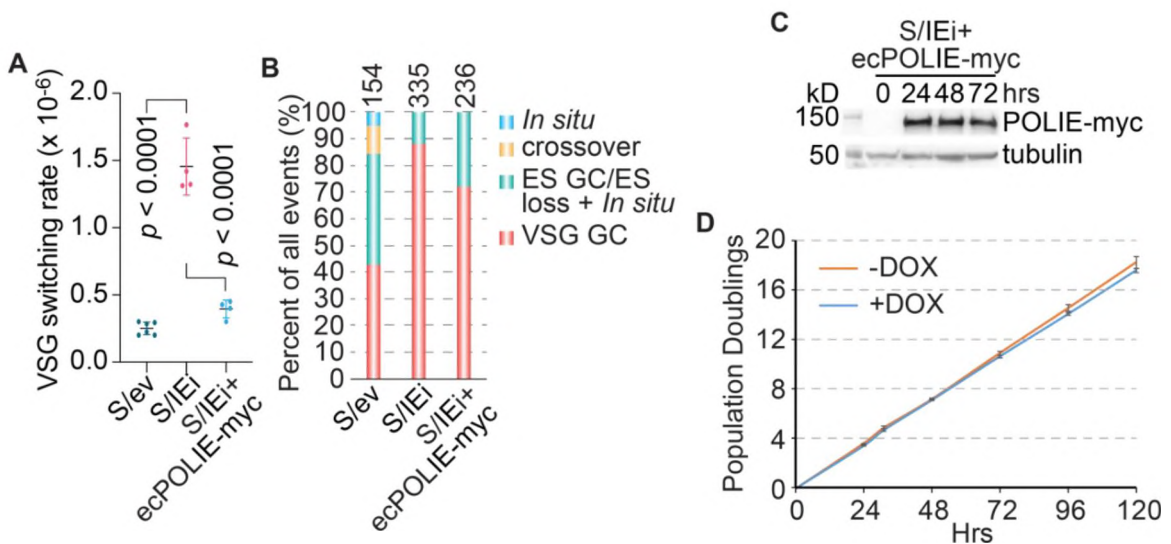 A
VSG switching rate (x 10-6)
2.0
1.5
1.0
0.5
0.0
p < 0.0001
p < 0.0001
S/ev
S/IEi
S/IEi+
ecPOLIE-myc
B
Percent of all events (%)
154
335
236
100
90
80
70
60
50
40
30
20
10
0
S/ev
S/IEi
S/IEi+
ecPOLIE-myc
In situ
crossover
ES GC/ES
loss + In situ
VSG GC
C
S/IEi+
ecPOLIE-myc
kD 0 24 48 72 hrs
150 POLIE-myc
50 tubulin
D
Population Doublings
20
16
12
8
4
0
-DOX
+DOX
0 24 48 72 96 120
Hrs